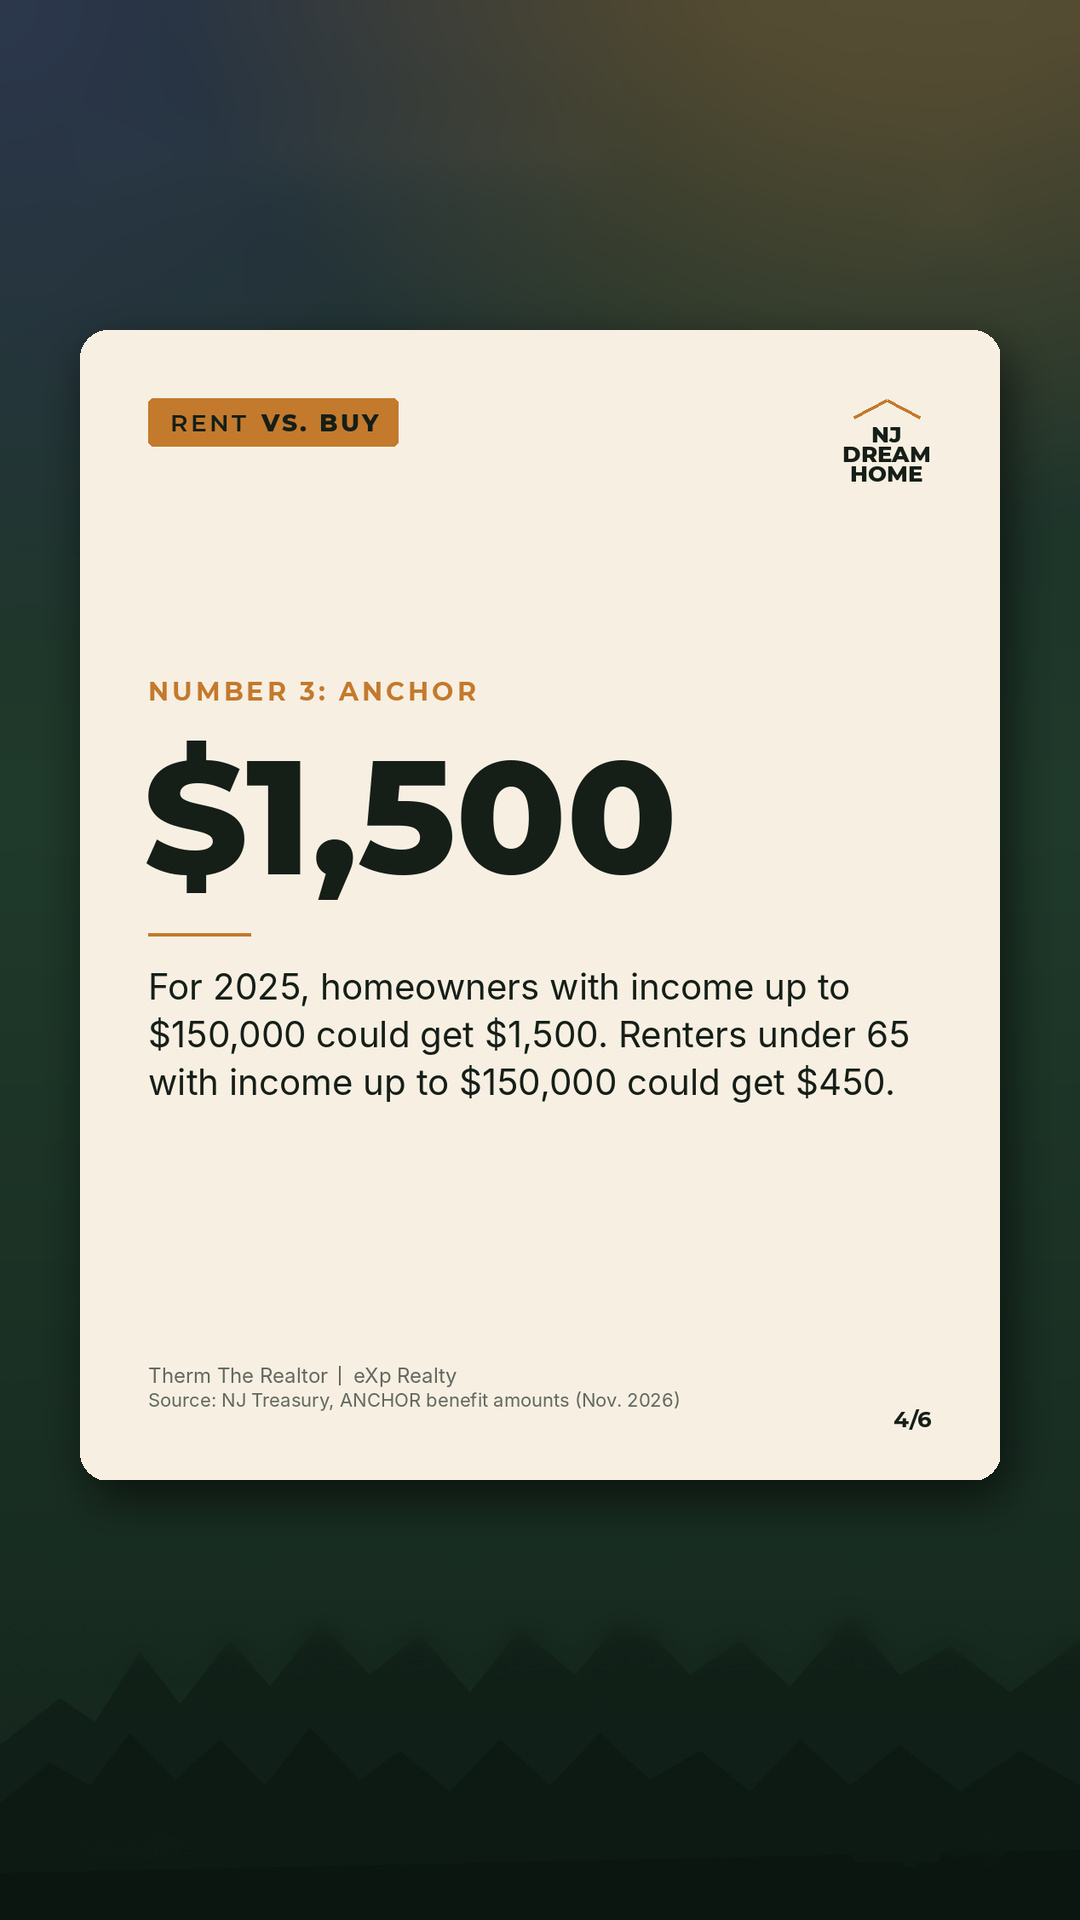 RENT VS. BUY
NJ
DREAM
HOME
NUMBER 3: ANCHOR
$1,500
For 2025, homeowners with income up to
$150,000 could get $1,500. Renters under 65
with income up to $150,000 could get $450.
Therm The Realtor | eXp Realty
Source: NJ Treasury, ANCHOR benefit amounts (Nov. 2026)
4/6